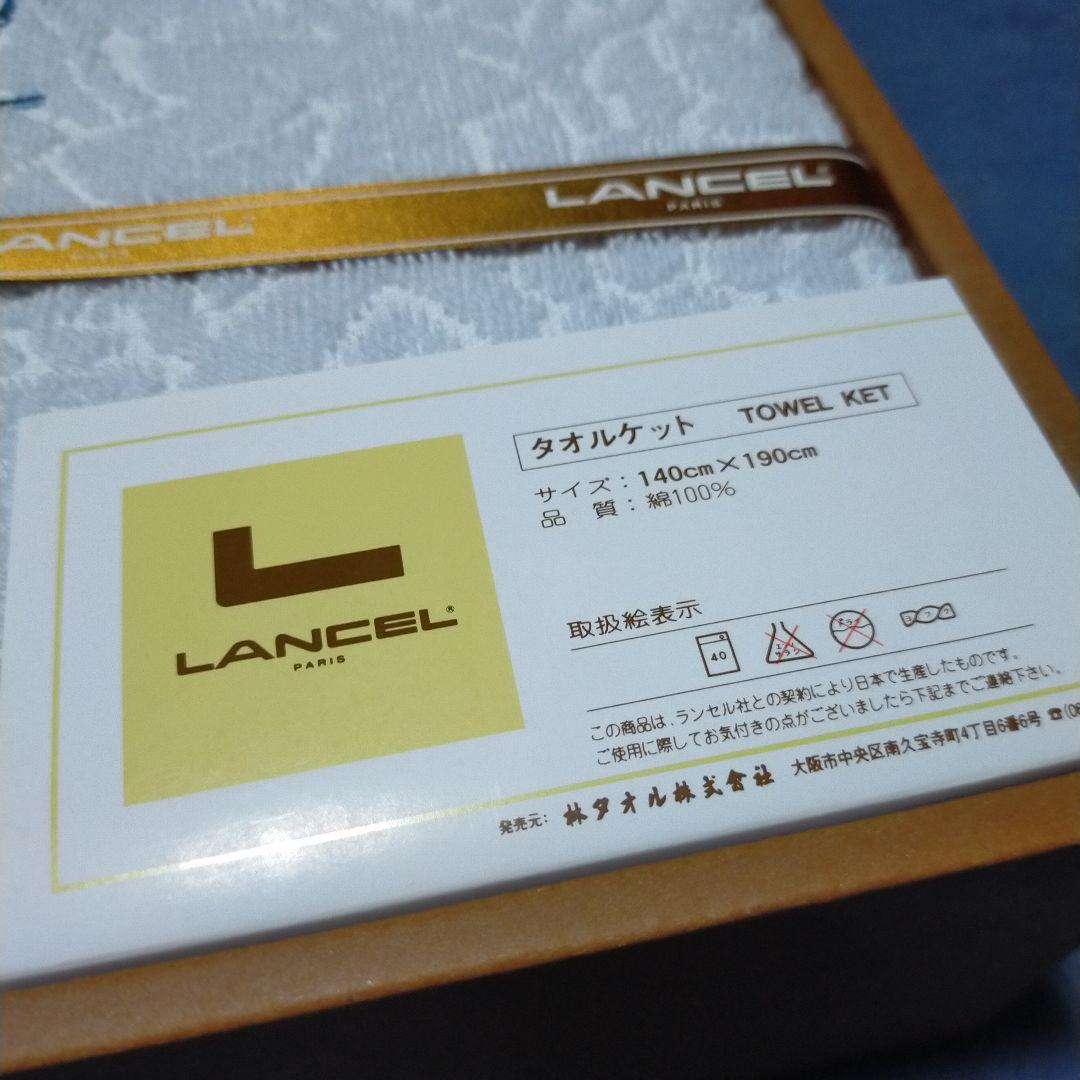 LANCEL
PARIS
LANCEL®
PARIS
タオルケット TOWEL KET
サイズ：140cm×190cm
品 質：綿100%
L
LANCEL®
PARIS
取扱絵表示
40
この商品は、ランセル社との契約により日本で生産したものです。
ご使用に際してお気付きの点がございましたら下記までご連絡下さい。
発売元： 林タオル株式会社 大阪市中央区南久宝寺町4丁目6番6号 ☎(06